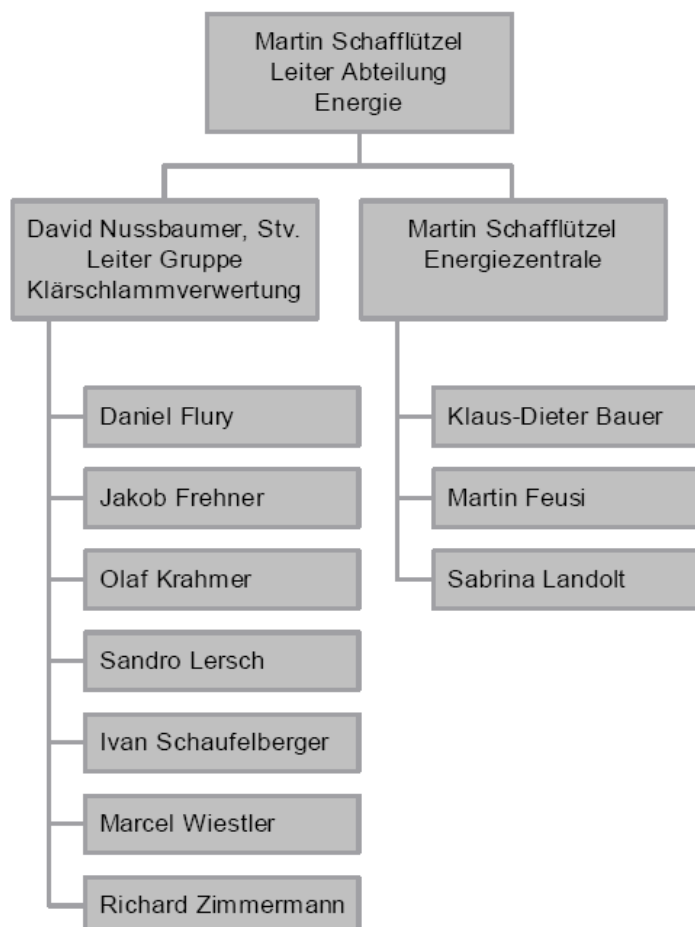 Martin Schafflützel
Leiter Abteilung
Energie
David Nussbaumer, Stv.
Leiter Gruppe
Klärschlammverwertung
Martin Schafflützel
Energiezentrale
Daniel Flury
Jakob Frehner
Olaf Krahmer
Sandro Lersch
Ivan Schaufelberger
Marcel Wiestler
Richard Zimmermann
Klaus-Dieter Bauer
Martin Feusi
Sabrina Landolt